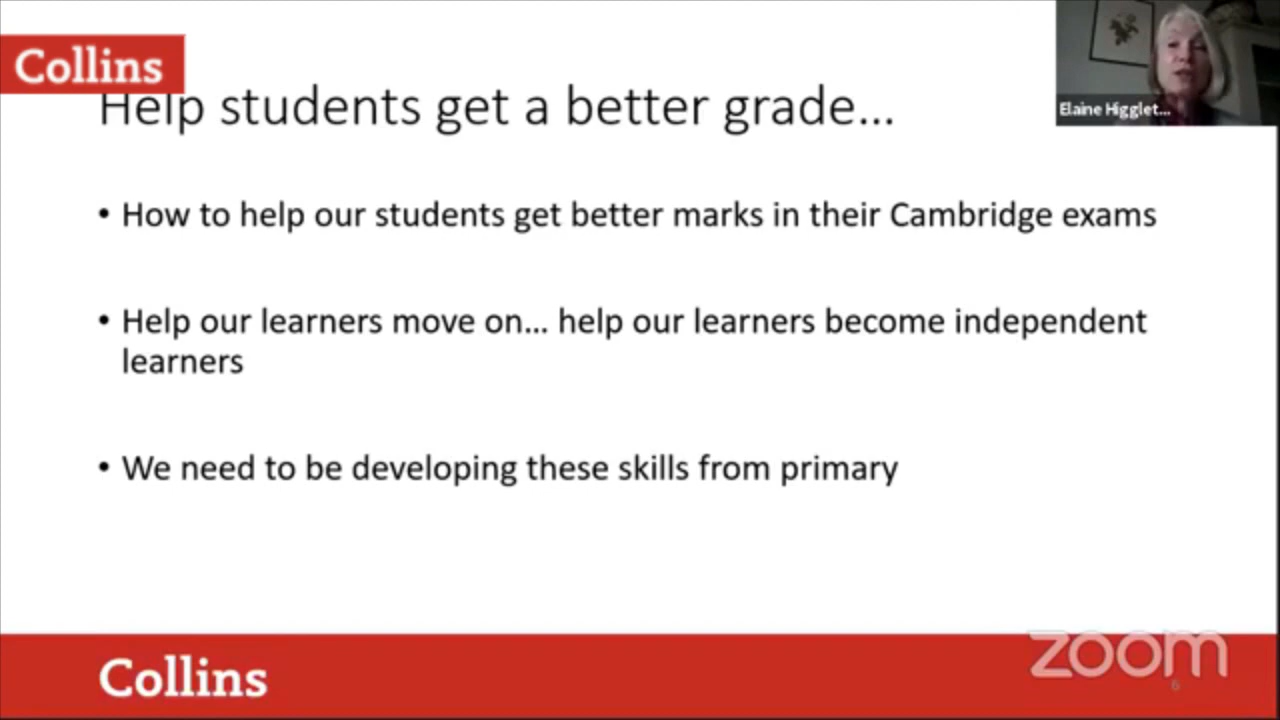 Collins
Elaine Higglet...
Help students get a better grade...
• How to help our students get better marks in their Cambridge exams
• Help our learners move on... help our learners become independent
learners
• We need to be developing these skills from primary
Collins
zoom
6